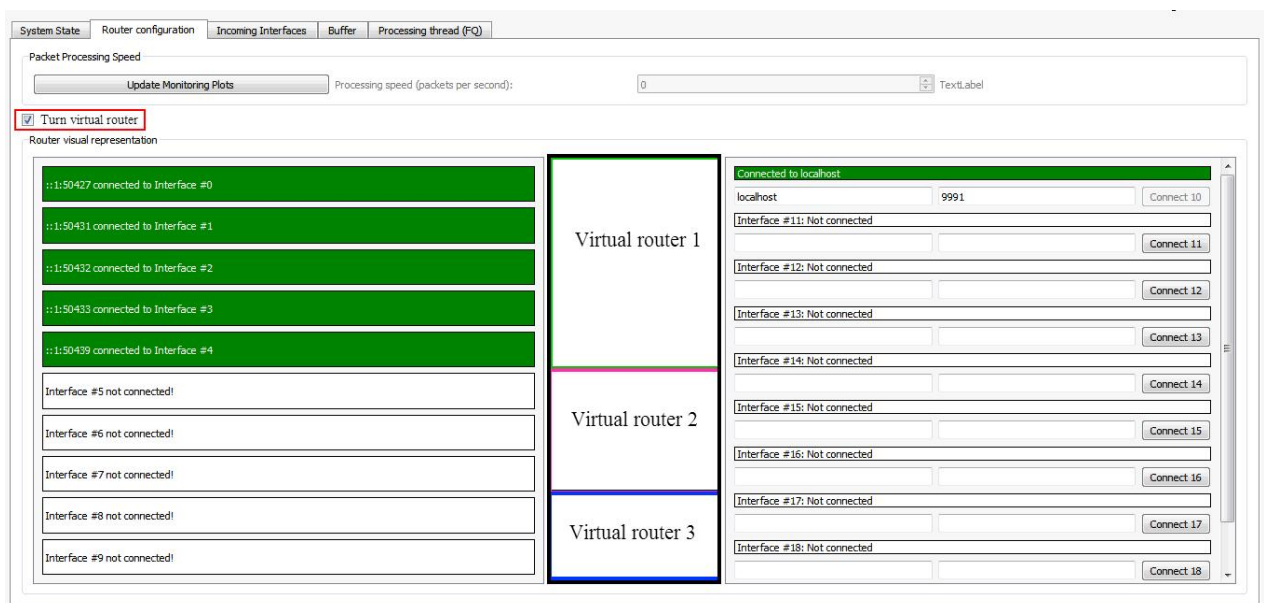 System State Router configuration Incoming Interfaces Buffer Processing thread (FQ)
Packet Processing Speed
Update Monitoring Plots Processing speed (packets per second): 0 TextLabel
Turn virtual router
Router visual representation
::1:50427 connected to Interface #0
::1:50431 connected to Interface #1
::1:50432 connected to Interface #2
::1:50433 connected to Interface #3
::1:50439 connected to Interface #4
Interface #5 not connected!
Interface #6 not connected!
Interface #7 not connected!
Interface #8 not connected!
Interface #9 not connected!
Virtual router 1
Virtual router 2
Virtual router 3
Connected to localhost
localhost 9991 Connect 10
Interface #11: Not connected
Connect 11
Interface #12: Not connected
Connect 12
Interface #13: Not connected
Connect 13
Interface #14: Not connected
Connect 14
Interface #15: Not connected
Connect 15
Interface #16: Not connected
Connect 16
Interface #17: Not connected
Connect 17
Interface #18: Not connected
Connect 18